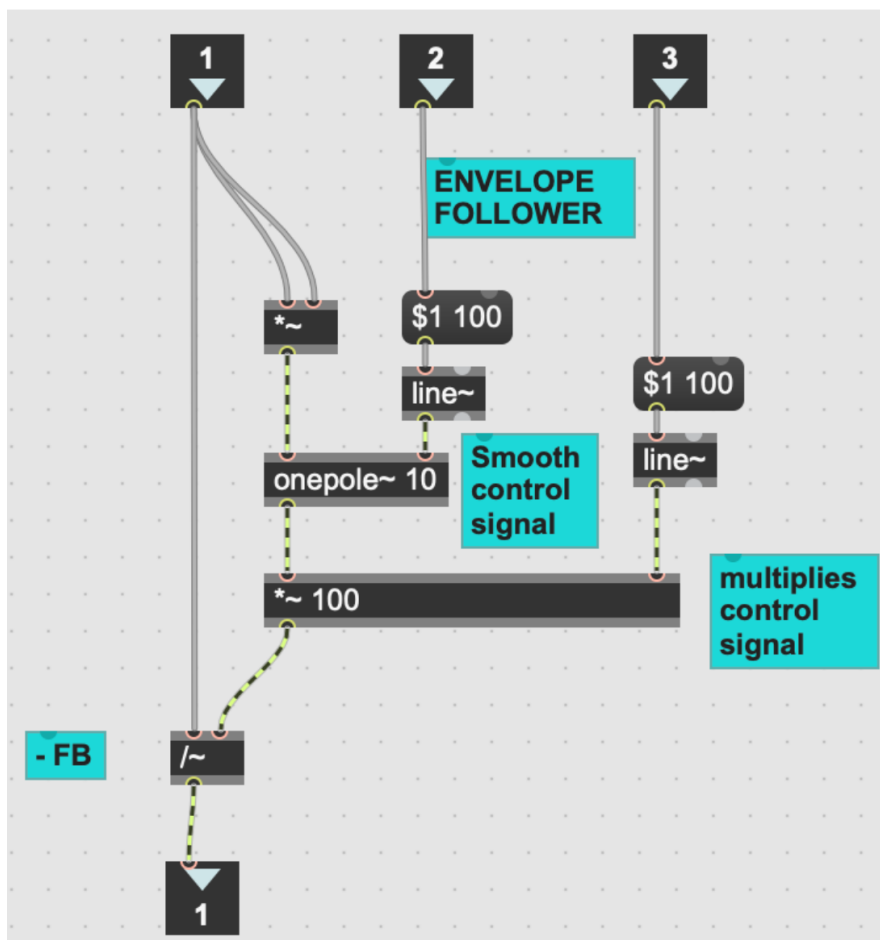 1
2
3
ENVELOPE
FOLLOWER
*~
$1 100
line~
$1 100
onepole~ 10
Smooth
control
signal
line~
*~ 100
multiplies
control
signal
- FB
/~
1